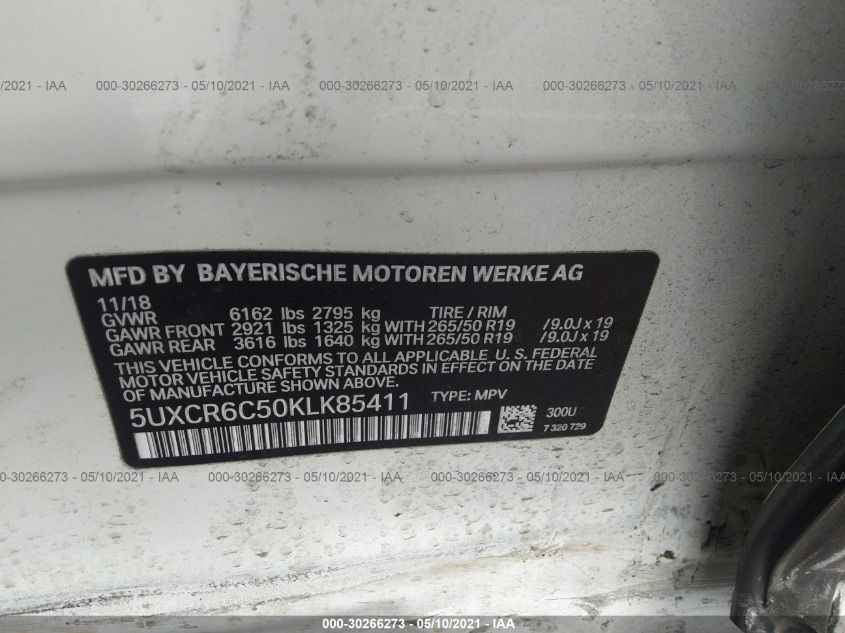 10/2021 - IAA 000-30266273 - 05/10/2021 - IAA 000-30266273 - 05/10/2021 - IAA 000-30266273 - 05/10/2021 - IAA
MFD BY BAYERISCHE MOTOREN WERKE AG
11/18
GVWR 6162 lbs 2795 kg TIRE / RIM
GAWR FRONT 2921 lbs 1325 kg WITH 265/50 R19 /9.0J x 19
GAWR REAR 3616 lbs 1640 kg WITH 265/50 R19 /9.0J x 19
THIS VEHICLE CONFORMS TO ALL APPLICABLE U. S. FEDERAL
MOTOR VEHICLE SAFETY STANDARDS IN EFFECT ON THE DATE
OF MANUFACTURE SHOWN ABOVE.
5UXCR6C50KLK85411 TYPE: MPV
300U
7 320 729
000-30266273 - 05/10/2021 - IAA 000-30266273 - 05/10/2021 - IAA 000-30266273 - 05/10/2021 - IAA
000-30266273 - 05/10/2021 - IAA